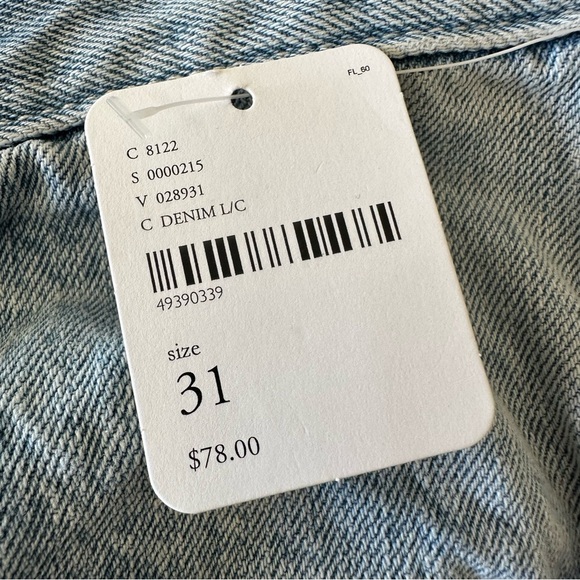 FL_60
C 8122
S 0000215
V 028931
C DENIM L/C
49390339
size
31
$78.00